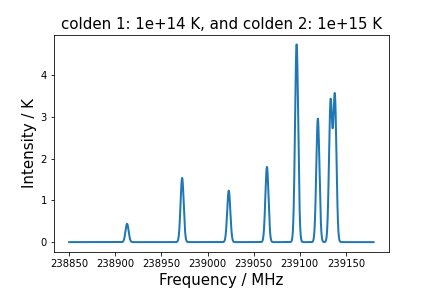 colden 1: 1e+14 K, and colden 2: 1e+15 K
Intensity / K
4
3
2
1
0
238850 238900 238950 239000 239050 239100 239150
Frequency / MHz